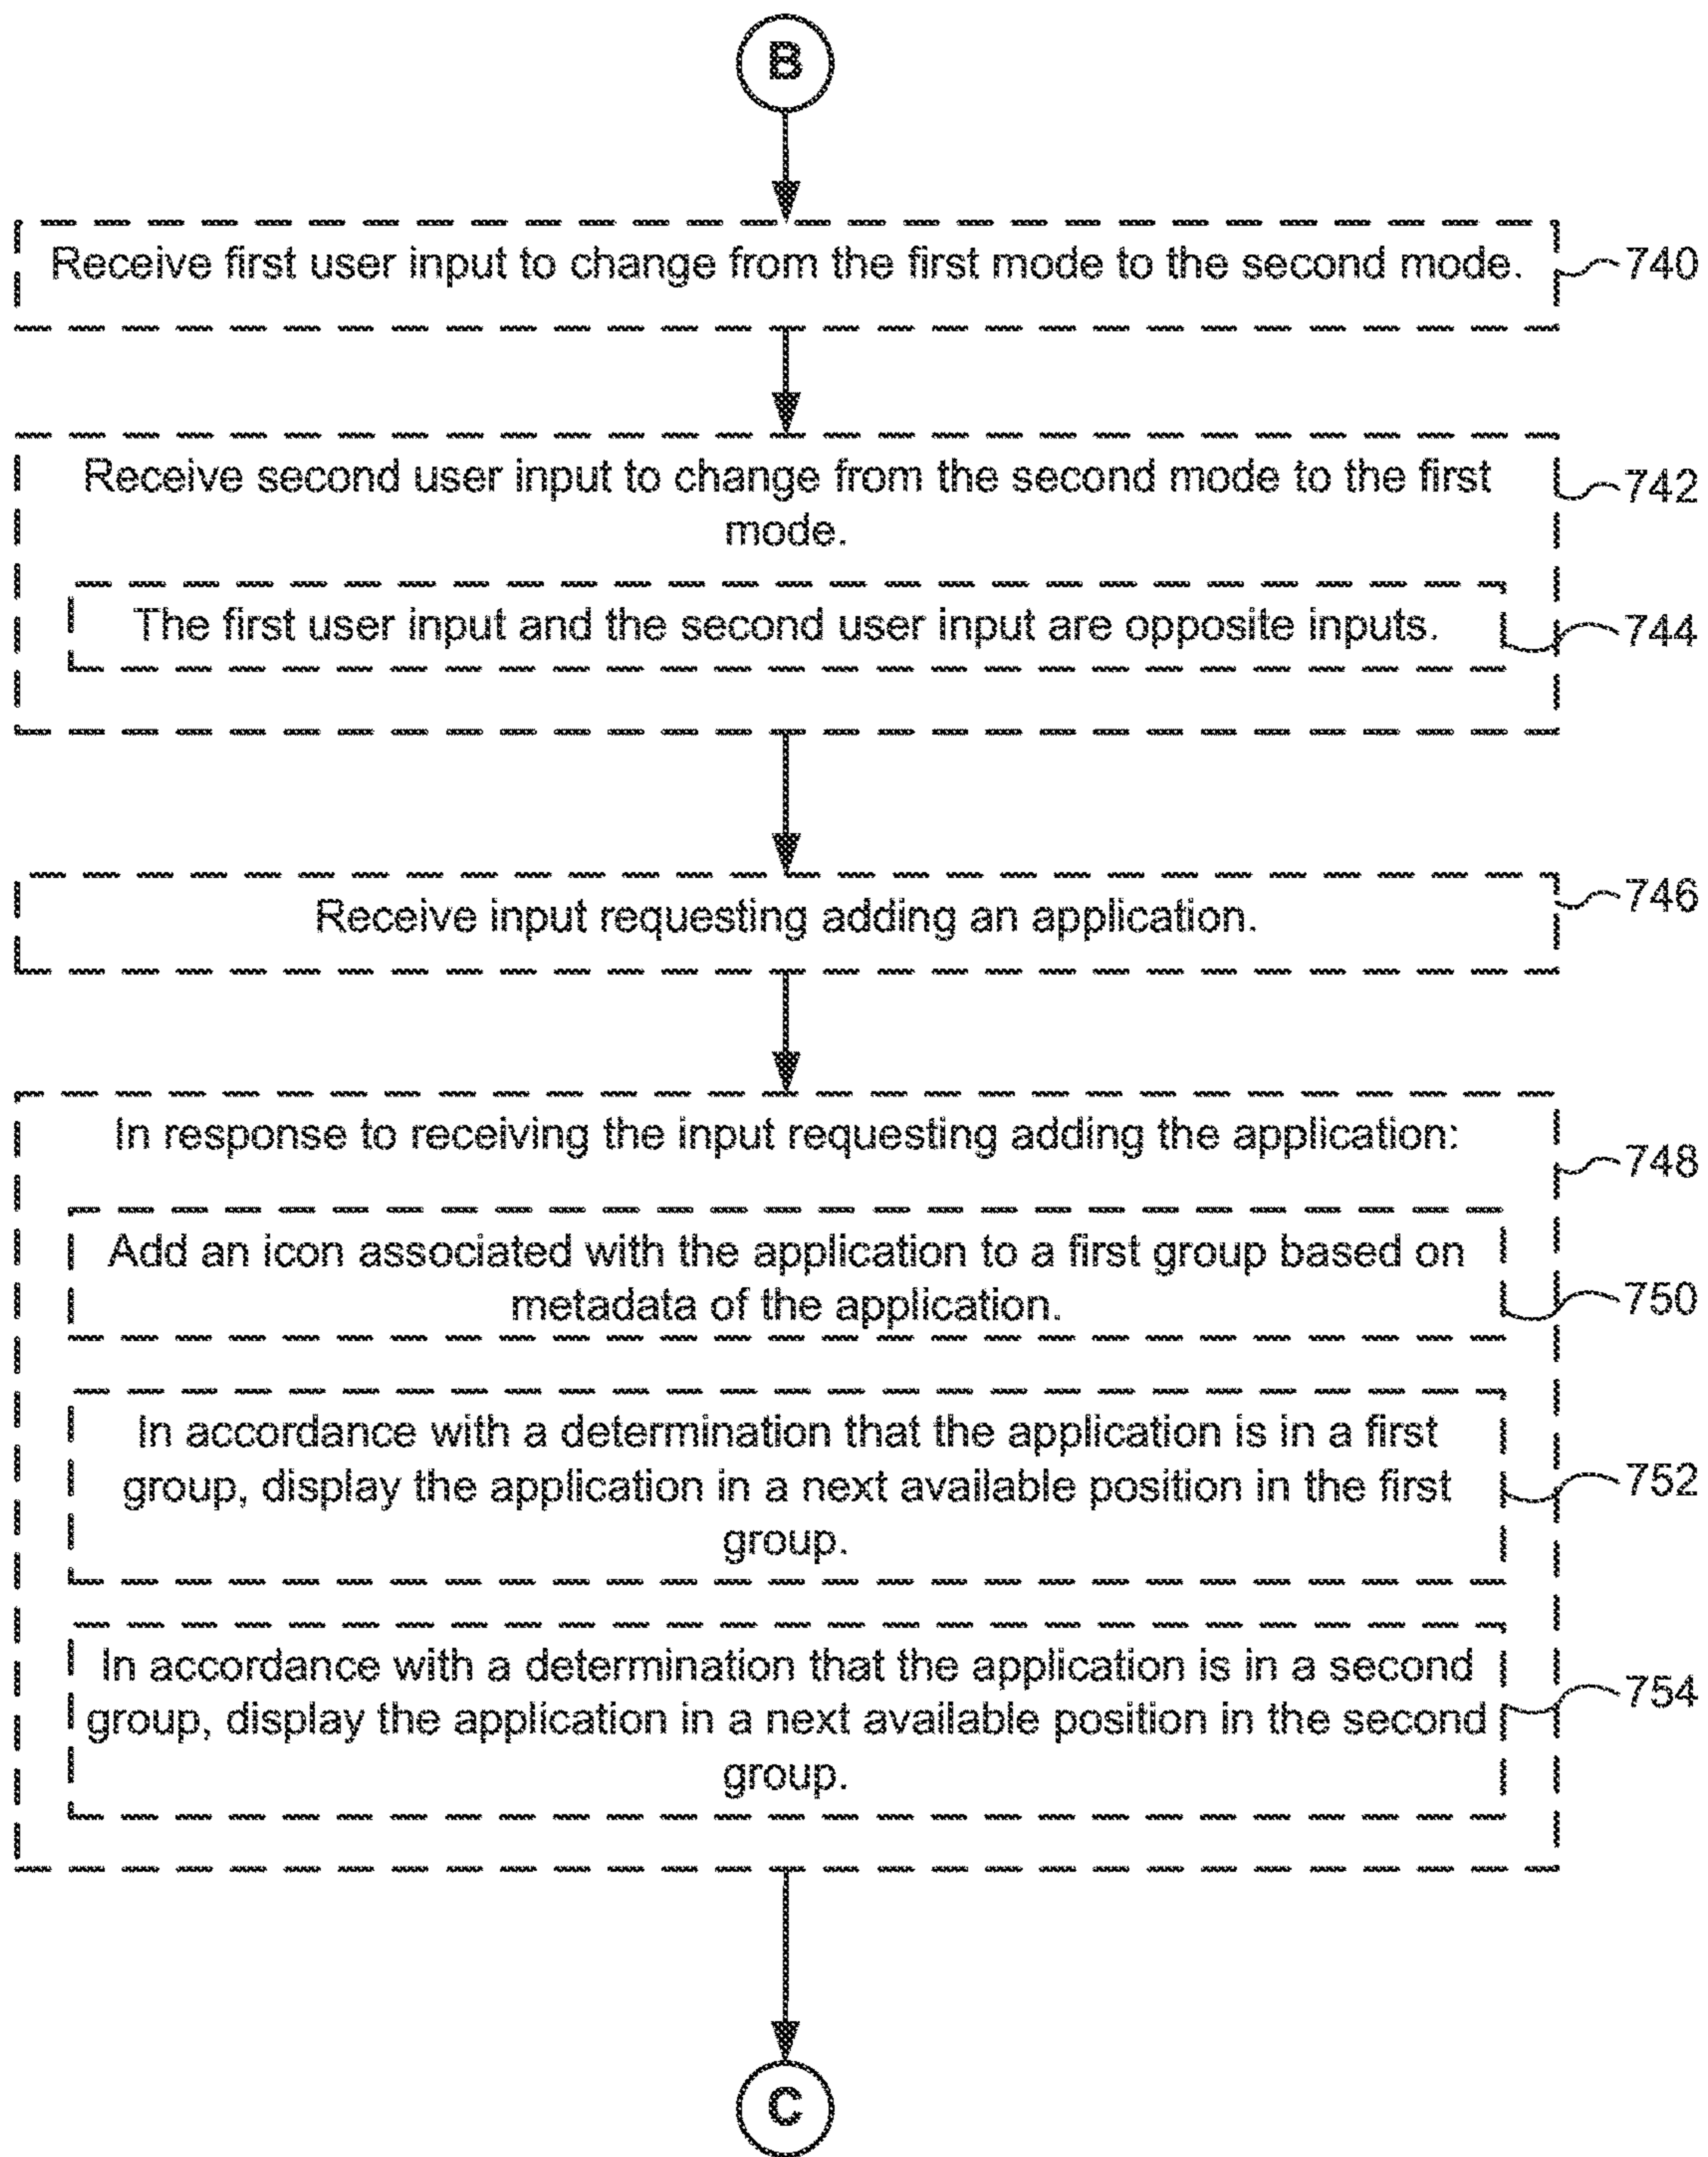 B
Receive first user input to change from the first mode to the second mode.
740
Receive second user input to change from the second mode to the first
mode.
742
The first user input and the second user input are opposite inputs.
744
Receive input requesting adding an application.
746
In response to receiving the input requesting adding the application:
748
Add an icon associated with the application to a first group based on
metadata of the application.
750
In accordance with a determination that the application is in a first
group, display the application in a next available position in the first
group.
752
In accordance with a determination that the application is in a second
group, display the application in a next available position in the second
group.
754
C